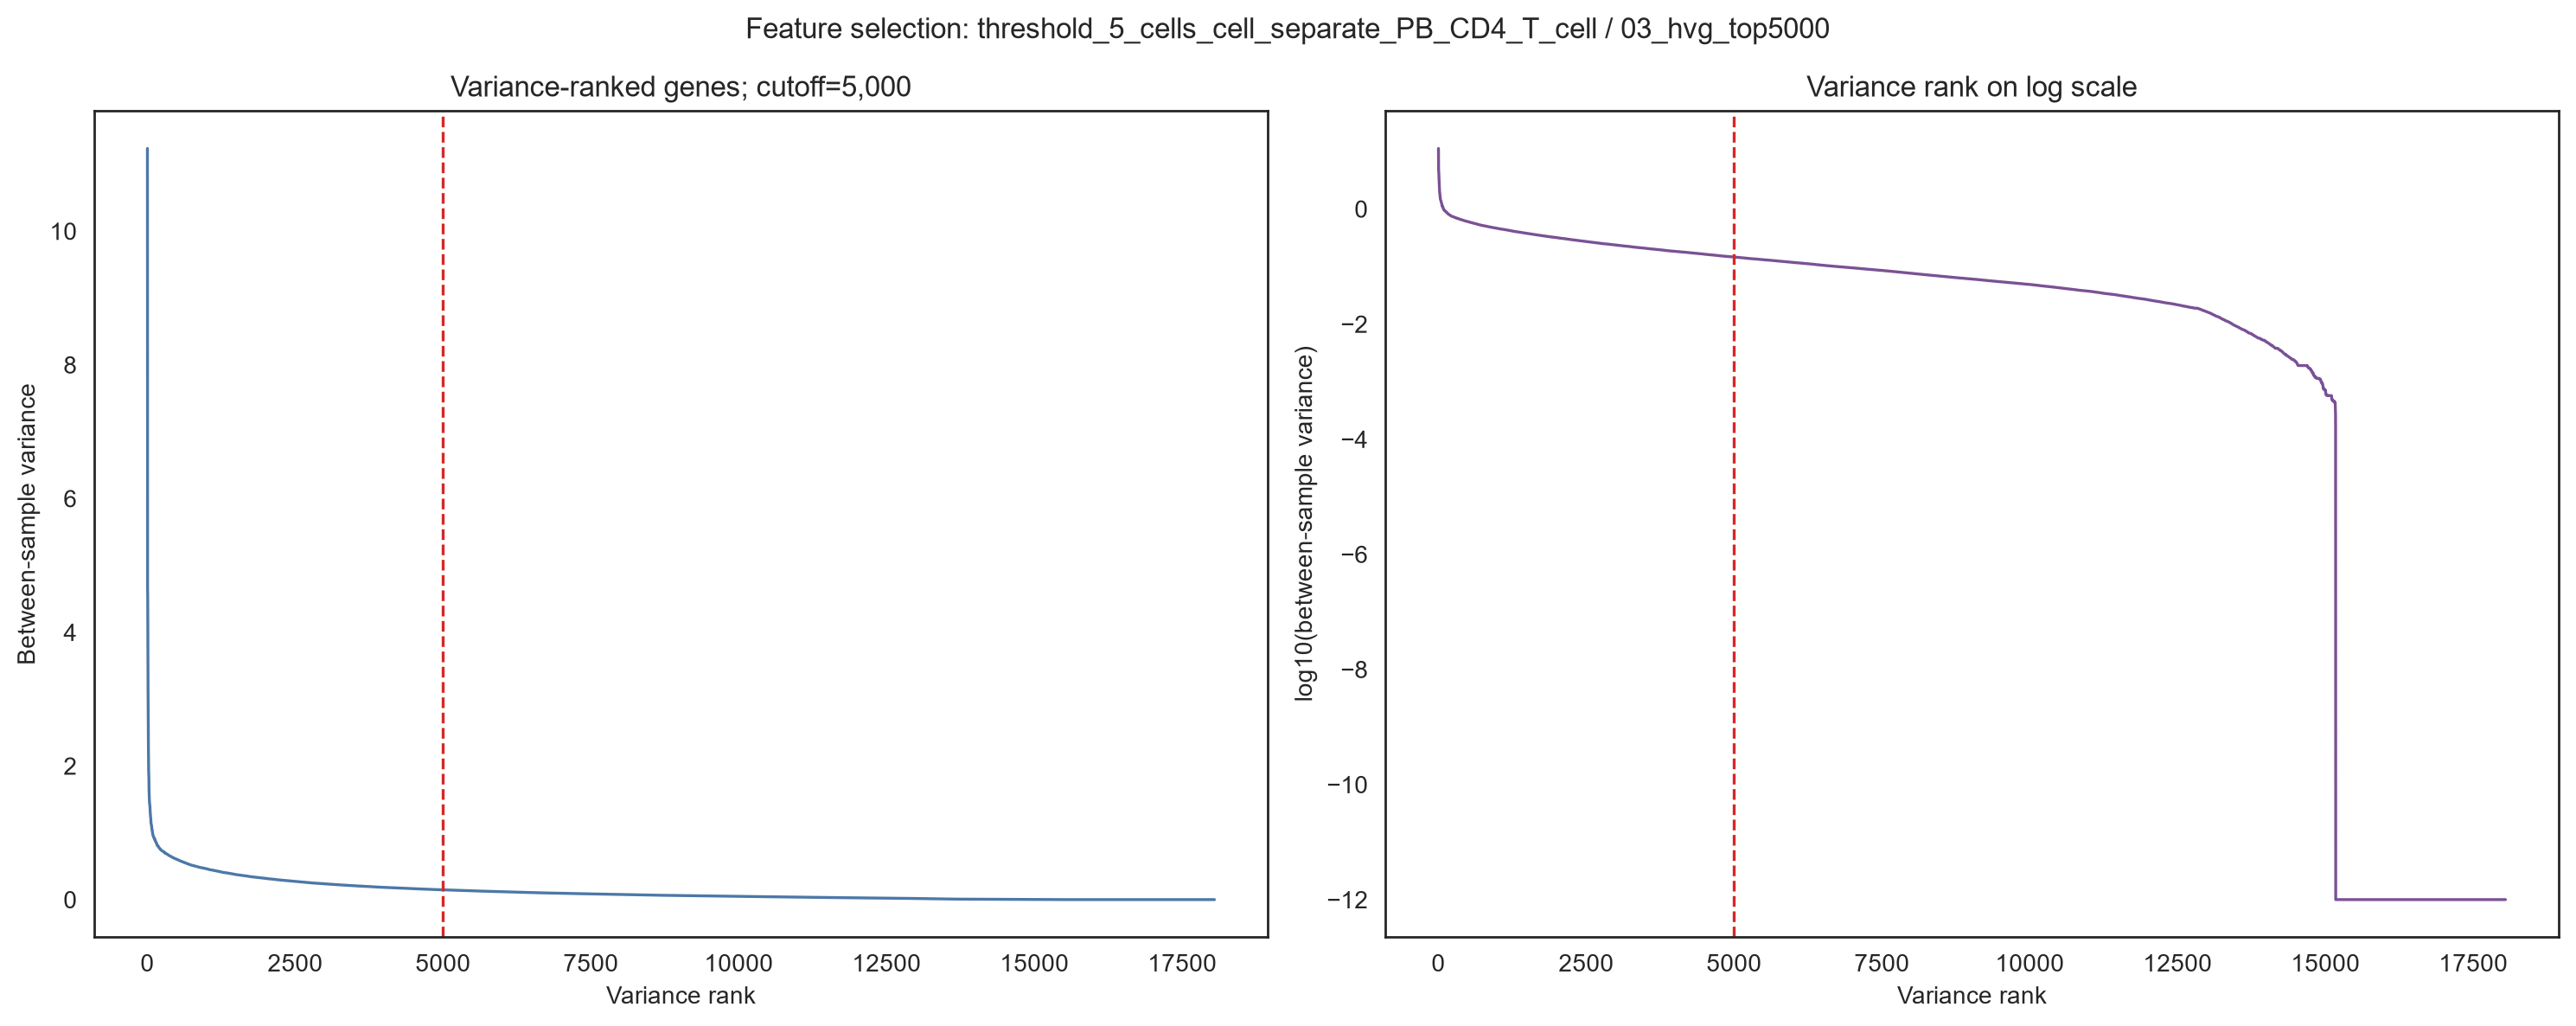 Feature selection: threshold_5_cells_cell_separate_PB_CD4_T_cell / 03_hvg_top5000
Variance-ranked genes; cutoff=5,000
Between-sample variance
10
8
6
4
2
0
0 2500 5000 7500 10000 12500 15000 17500
Variance rank
Variance rank on log scale
log10(between-sample variance)
0
−2
−4
−6
−8
−10
−12
0 2500 5000 7500 10000 12500 15000 17500
Variance rank